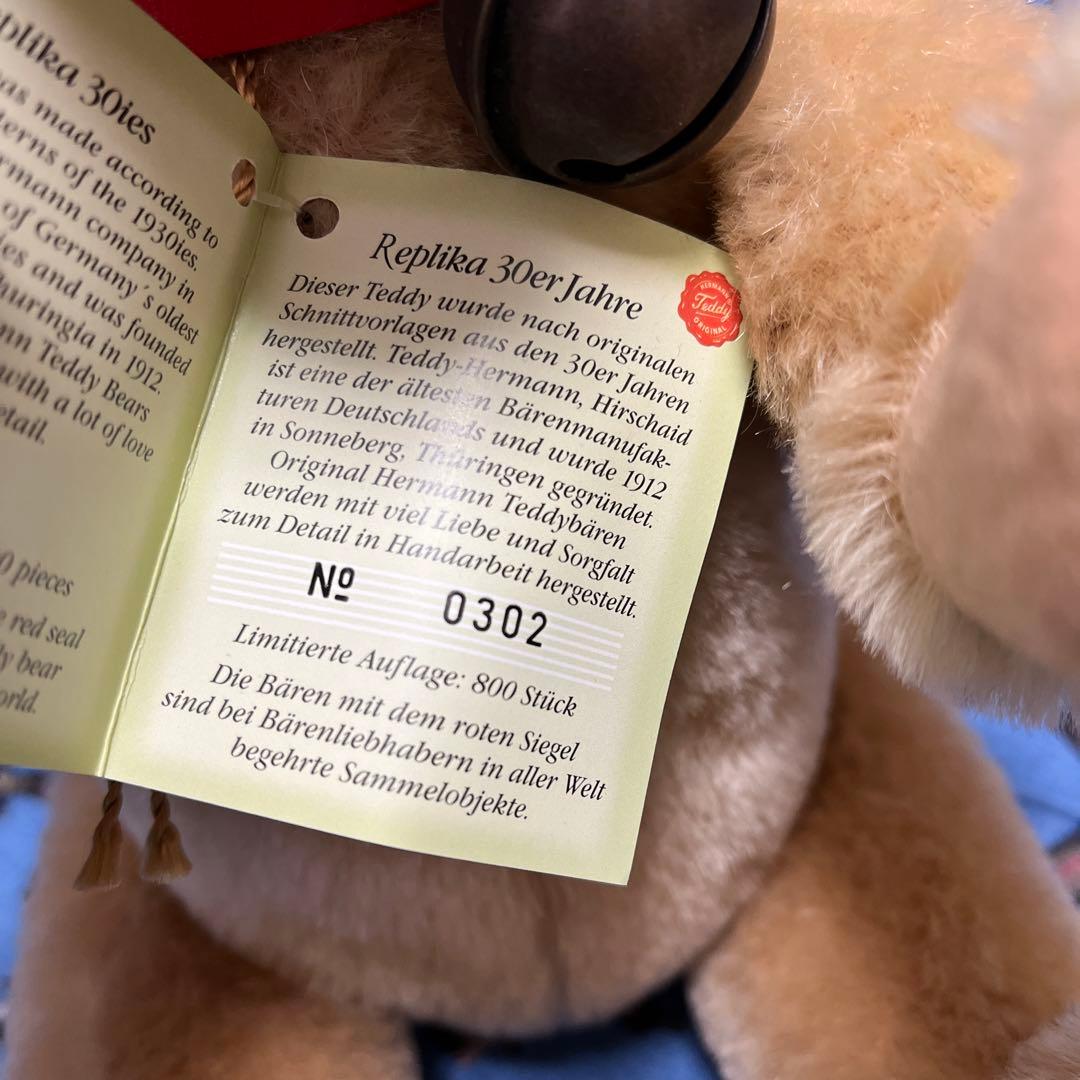 plika 30ies
as made according to
terns of the 1930ies.
rmann company in
of Germany's oldest
ies and was founded
huringia in 1912.
nn Teddy Bears
with a lot of love
etail.
0 pieces
e red seal
dy bear
orld.
Replika 30er Jahre
HERMANN
Teddy
ORIGINAL
Dieser Teddy wurde nach originalen
Schnittvorlagen aus den 30er Jahren
hergestellt. Teddy-Hermann, Hirschaid
ist eine der ältesten Bärenmanufak-
turen Deutschlands und wurde 1912
in Sonneberg, Thüringen gegründet.
Original Hermann Teddybären
werden mit viel Liebe und Sorgfalt
zum Detail in Handarbeit hergestellt.
Nº 0302
Limitierte Auflage: 800 Stück
Die Bären mit dem roten Siegel
sind bei Bärenliebhabern in aller Welt
begehrte Sammelobjekte.